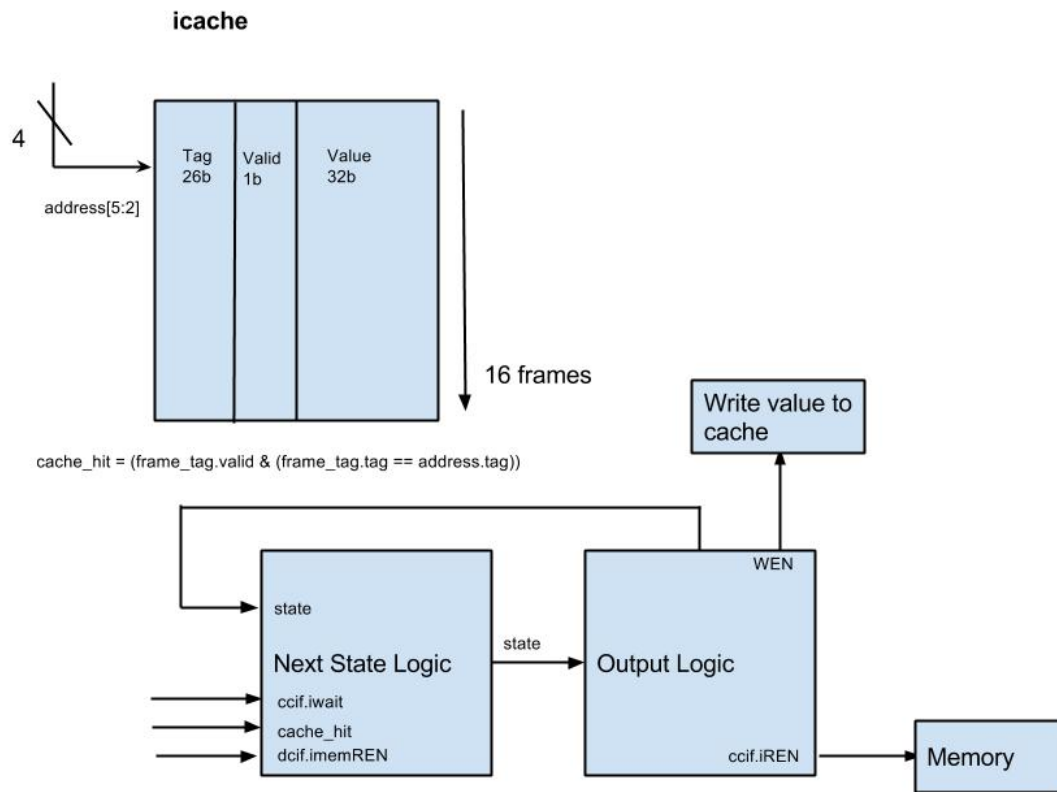 icache
4
address[5:2]
Tag
26b
Valid
1b
Value
32b
16 frames
cache_hit = (frame_tag.valid & (frame_tag.tag == address.tag))
Write value to
cache
WEN
state
Next State Logic
ccif.iwait
cache_hit
dcif.imemREN
state
Output Logic
ccif.iREN
Memory